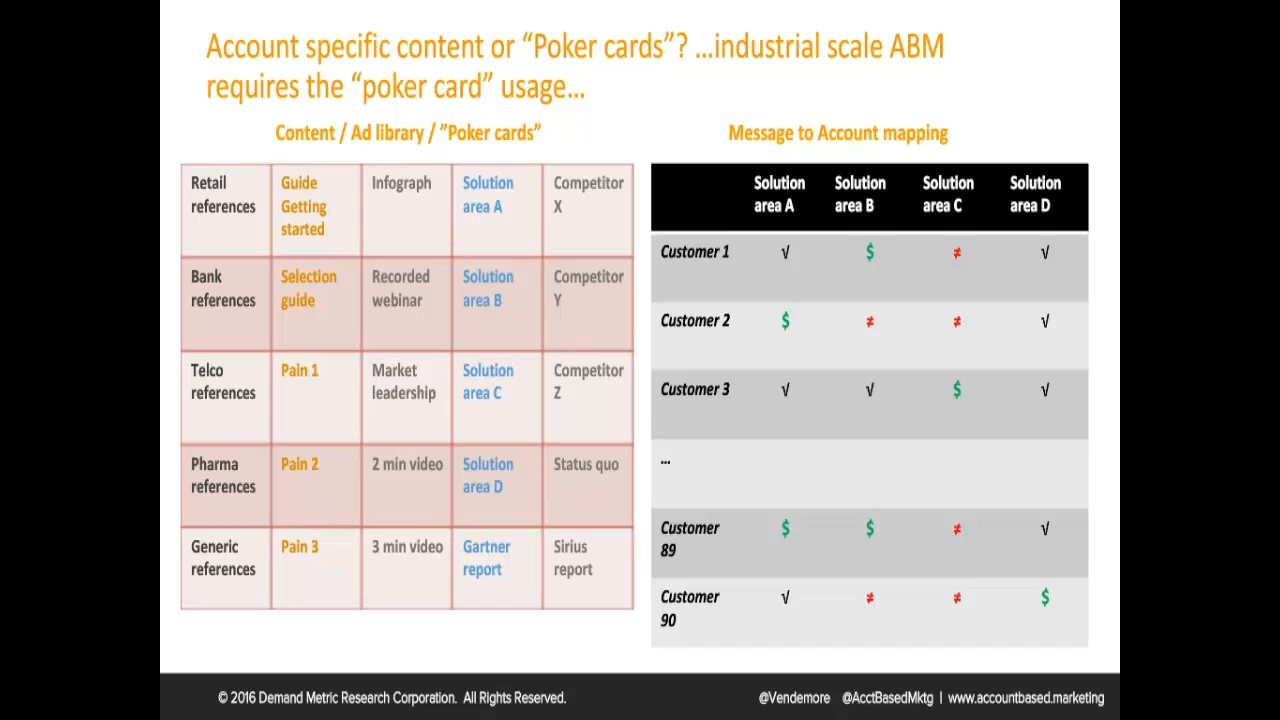 Account specific content or “Poker cards”? …industrial scale ABM
requires the “poker card” usage…
Content / Ad library / ”Poker cards”
Retail references
Guide Getting started
Infograph
Solution area A
Competitor X
Bank references
Selection guide
Recorded webinar
Solution area B
Competitor Y
Telco references
Pain 1
Market leadership
Solution area C
Competitor Z
Pharma references
Pain 2
2 min video
Solution area D
Status quo
Generic references
Pain 3
3 min video
Gartner report
Sirius report
Message to Account mapping
Solution area A
Solution area B
Solution area C
Solution area D
Customer 1 √ $ ≠ √
Customer 2 $ ≠ ≠ √
Customer 3 √ √ $ √
…
Customer 89 $ $ ≠ √
Customer 90 √ ≠ ≠ $
© 2016 Demand Metric Research Corporation. All Rights Reserved.
@Vendemore @AcctBasedMktg | www.accountbased.marketing